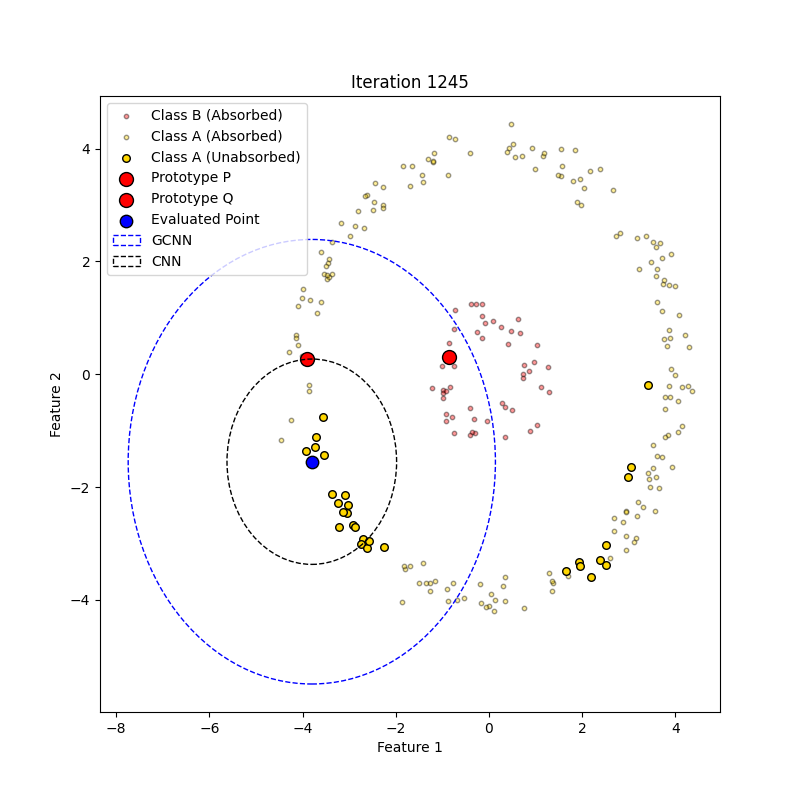 Iteration 1245
Class B (Absorbed)
Class A (Absorbed)
Class A (Unabsorbed)
Prototype P
Prototype Q
Evaluated Point
GCNN
CNN
4
2
0
−2
−4
Feature 2
−8
−6
−4
−2
0
2
4
Feature 1